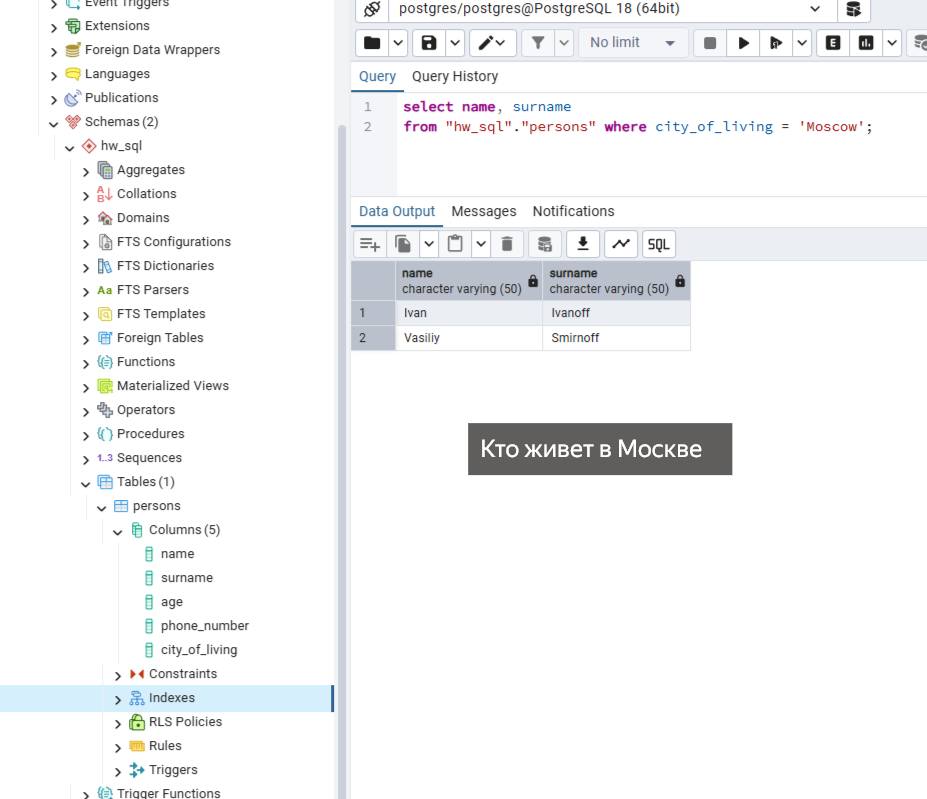 Event Triggers
Extensions
Foreign Data Wrappers
Languages
Publications
Schemas (2)
hw_sql
Aggregates
Collations
Domains
FTS Configurations
FTS Dictionaries
Aa FTS Parsers
FTS Templates
Foreign Tables
Functions
Materialized Views
Operators
Procedures
1..3 Sequences
Tables (1)
persons
Columns (5)
name
surname
age
phone_number
city_of_living
Constraints
Indexes
RLS Policies
Rules
Triggers
Trigger Functions
postgres/postgres@PostgreSQL 18 (64bit)
No limit
E
Query Query History
1 select name, surname
2 from "hw_sql"."persons" where city_of_living = 'Moscow';
Data Output Messages Notifications
SQL
name surname
character varying (50) character varying (50)
1 Ivan Ivanoff
2 Vasiliy Smirnoff
Кто живет в Москве